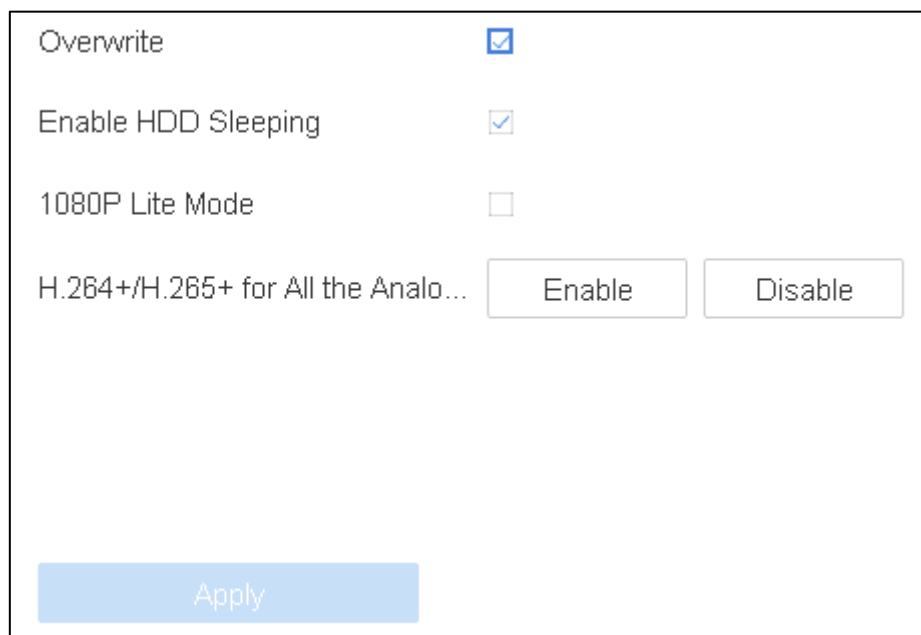 Overwrite
Enable HDD Sleeping
1080P Lite Mode
H.264+/H.265+ for All the Analo... Enable Disable
Apply